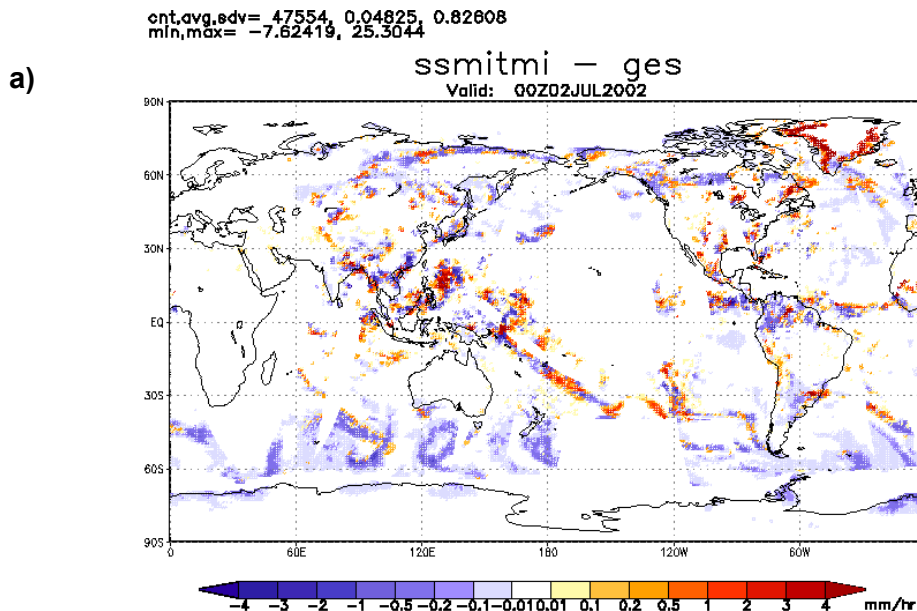 cnt,avg,sdv= 47554, 0.04825, 0.82608
min,max= -7.62419, 25.3044
a)
ssmitmi - ges
Valid: 00Z02JUL2002
90N
60N
30N
EQ
30S
60S
90S
0 60E 120E 180 120W 60W
-4 -3 -2 -1 -0.5 -0.2 -0.1 -0.01 0.01 0.1 0.2 0.5 1 2 3 4 mm/hr